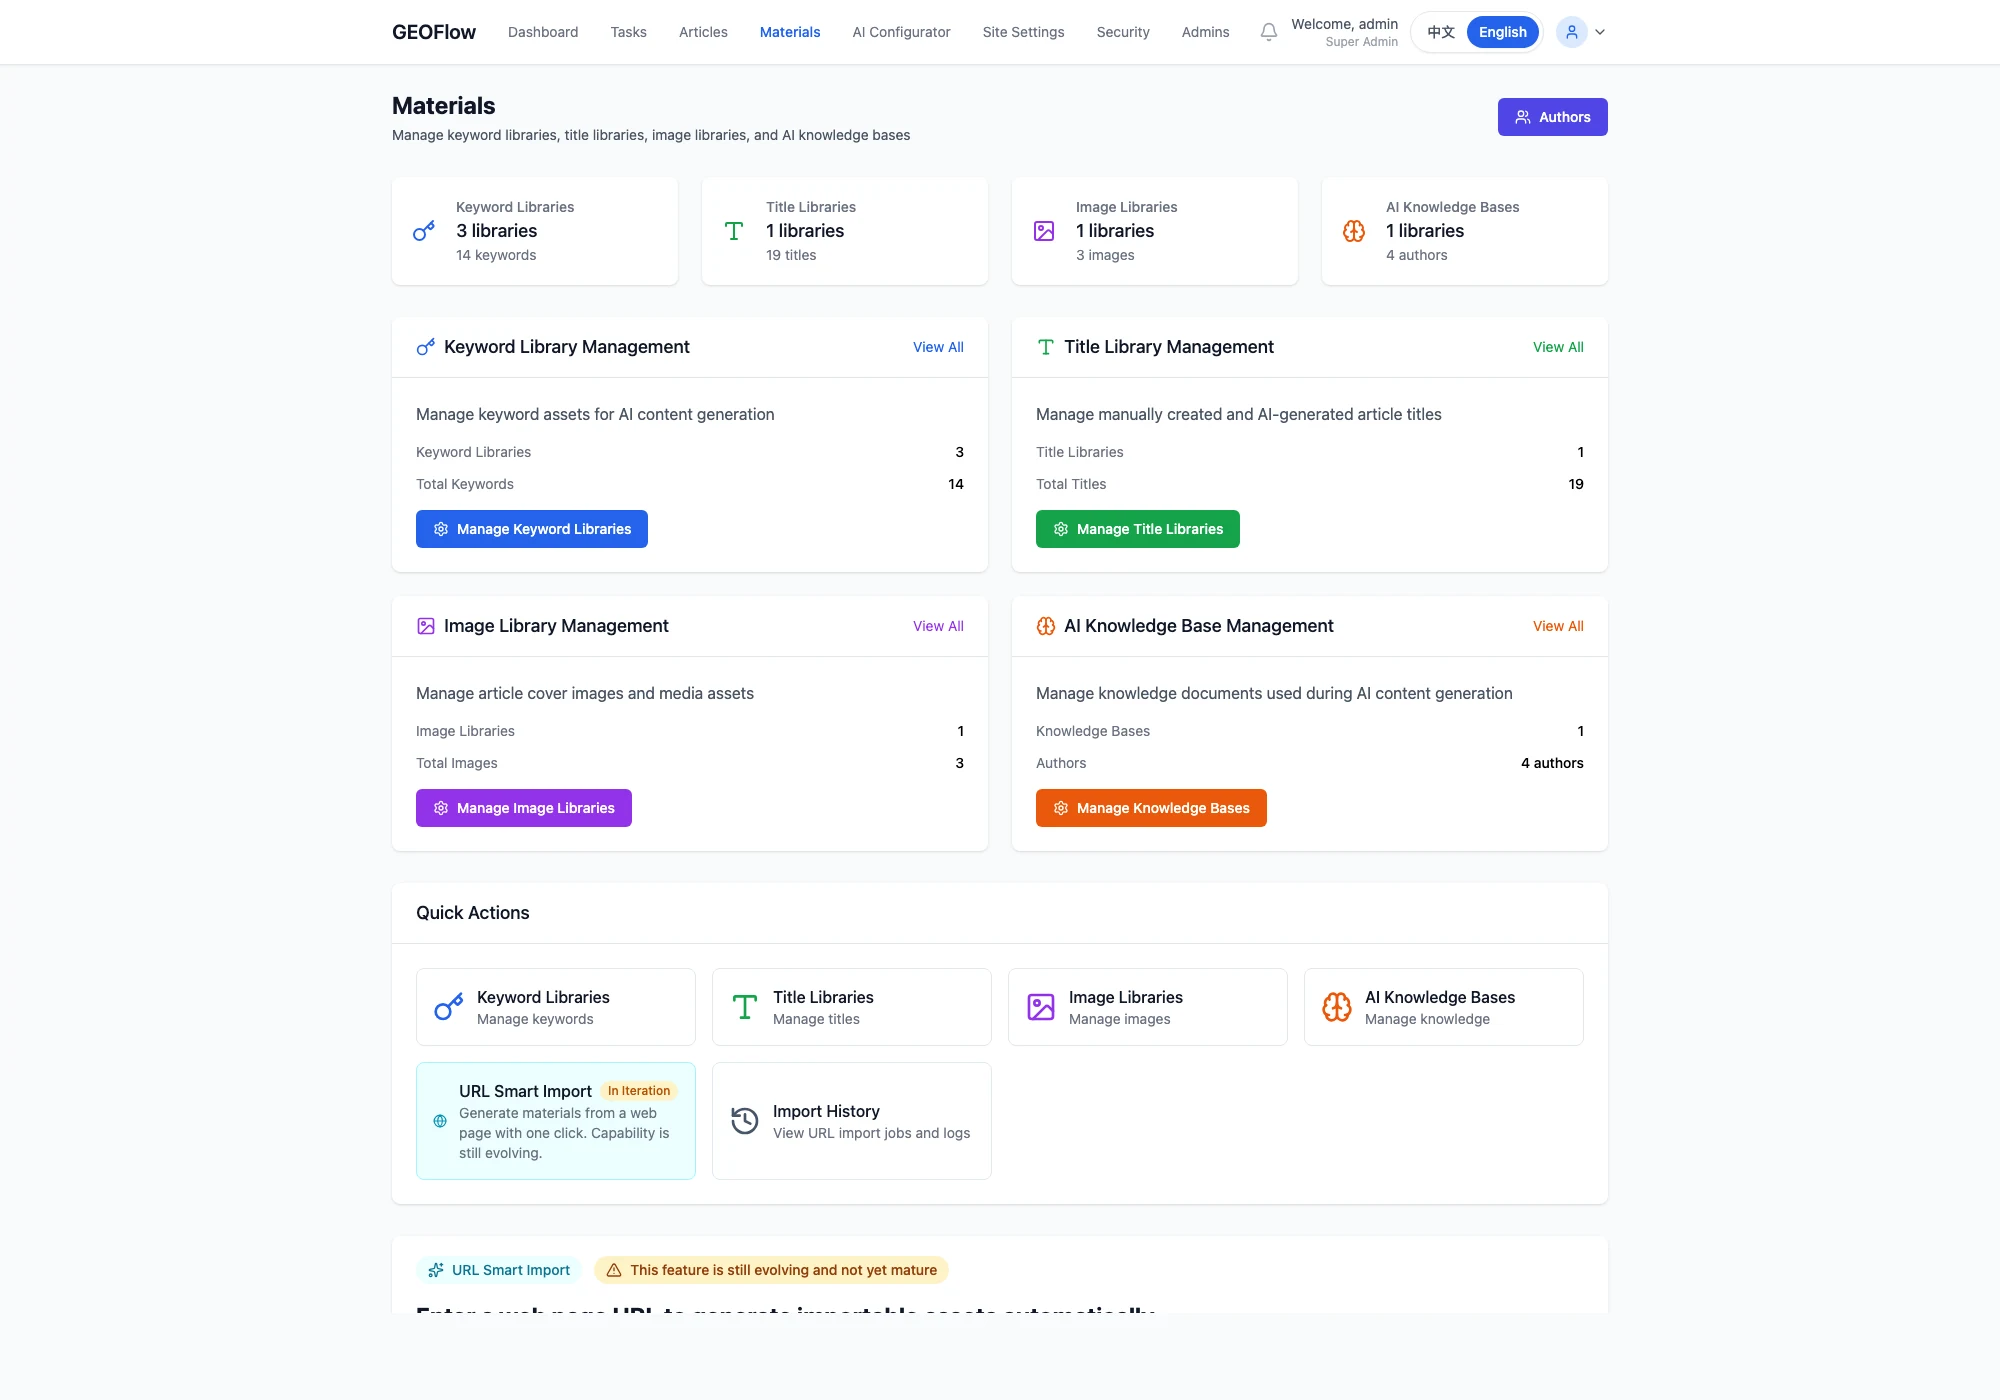 GEOFlow
Dashboard
Tasks
Articles
Materials
AI Configurator
Site Settings
Security
Admins
Welcome, admin
Super Admin
中文
English
Materials
Manage keyword libraries, title libraries, image libraries, and AI knowledge bases
Authors
Keyword Libraries
3 libraries
14 keywords
Title Libraries
1 libraries
19 titles
Image Libraries
1 libraries
3 images
AI Knowledge Bases
1 libraries
4 authors
Keyword Library Management
View All
Manage keyword assets for AI content generation
Keyword Libraries 3
Total Keywords 14
Manage Keyword Libraries
Title Library Management
View All
Manage manually created and AI-generated article titles
Title Libraries 1
Total Titles 19
Manage Title Libraries
Image Library Management
View All
Manage article cover images and media assets
Image Libraries 1
Total Images 3
Manage Image Libraries
AI Knowledge Base Management
View All
Manage knowledge documents used during AI content generation
Knowledge Bases 1
Authors 4 authors
Manage Knowledge Bases
Quick Actions
Keyword Libraries
Manage keywords
Title Libraries
Manage titles
Image Libraries
Manage images
AI Knowledge Bases
Manage knowledge
URL Smart Import In Iteration
Generate materials from a web
page with one click. Capability is
still evolving.
Import History
View URL import jobs and logs
URL Smart Import
This feature is still evolving and not yet mature
Enter a web page URL to generate importable assets automatically